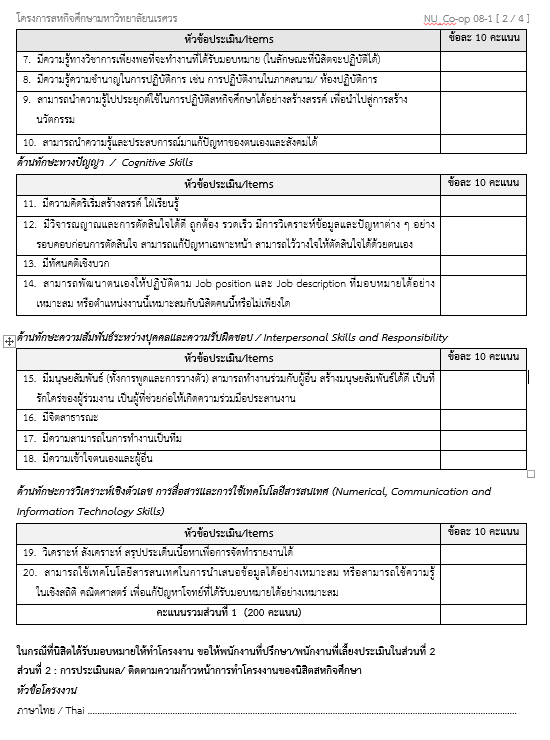 โครงการสหกิจศึกษามหาวิทยาลัยนเรศวร NU_Co-op 08-1 [ 2 / 4 ]
หัวข้อประเมิน/Items ข้อละ 10 คะแนน
7. มีความรู้ทางวิชาการเพียงพอที่จะทำงานที่ได้รับมอบหมาย (ในลักษณะที่นิสิตจะปฏิบัติได้)
8. มีความรู้ความชำนาญในการปฏิบัติการ เช่น การปฏิบัติงานในภาคสนาม/ ห้องปฏิบัติการ
9. สามารถนำความรู้ไปประยุกต์ใช้ในการปฏิบัติสหกิจศึกษาได้อย่างสร้างสรรค์ เพื่อนำไปสู่การสร้าง
นวัตกรรม
10. สามารถนำความรู้และประสบการณ์มาแก้ปัญหาของตนเองและสังคมได้
ด้านทักษะทางปัญญา / Cognitive Skills
หัวข้อประเมิน/Items ข้อละ 10 คะแนน
11. มีความคิดริเริ่มสร้างสรรค์ ใฝ่เรียนรู้
12. มีวิจารณญาณและการตัดสินใจได้ดี ถูกต้อง รวดเร็ว มีการวิเคราะห์ข้อมูลและปัญหาต่าง ๆ อย่าง
รอบคอบก่อนการตัดสินใจ สามารถแก้ปัญหาเฉพาะหน้า สามารถไว้วางใจให้ตัดสินใจได้ด้วยตนเอง
13. มีทัศนคติเชิงบวก
14. สามารถพัฒนาตนเองให้ปฏิบัติตาม Job position และ Job description ที่มอบหมายได้อย่าง
เหมาะสม หรือตำแหน่งงานนี้เหมาะสมกับนิสิตคนนี้หรือไม่เพียงใด
ด้านทักษะความสัมพันธ์ระหว่างบุคคลและความรับผิดชอบ / Interpersonal Skills and Responsibility
หัวข้อประเมิน/Items ข้อละ 10 คะแนน
15. มีมนุษยสัมพันธ์ (ทั้งการพูดและการวางตัว) สามารถทำงานร่วมกับผู้อื่น สร้างมนุษยสัมพันธ์ได้ดี เป็นที่
รักใคร่ของผู้ร่วมงาน เป็นผู้ที่ช่วยก่อให้เกิดความร่วมมือประสานงาน
16. มีจิตสาธารณะ
17. มีความสามารถในการทำงานเป็นทีม
18. มีความเข้าใจตนเองและผู้อื่น
ด้านทักษะการวิเคราะห์เชิงตัวเลข การสื่อสารและการใช้เทคโนโลยีสารสนเทศ (Numerical, Communication and
Information Technology Skills)
หัวข้อประเมิน/Items ข้อละ 10 คะแนน
19. วิเคราะห์ สังเคราะห์ สรุปประเด็นเนื้อหาเพื่อการจัดทำรายงานได้
20. สามารถใช้เทคโนโลยีสารสนเทศในการนำเสนอข้อมูลได้อย่างเหมาะสม หรือสามารถใช้ความรู้
ในเชิงสถิติ คณิตศาสตร์ เพื่อแก้ปัญหาโจทย์ที่ได้รับมอบหมายได้อย่างเหมาะสม
คะแนนรวมส่วนที่ 1 (200 คะแนน)
ในกรณีที่นิสิตได้รับมอบหมายให้ทำโครงงาน ขอให้พนักงานที่ปรึกษา/พนักงานพี่เลี้ยงประเมินในส่วนที่ 2
ส่วนที่ 2 : การประเมินผล/ ติดตามความก้าวหน้าการทำโครงงานของนิสิตสหกิจศึกษา
หัวข้อโครงงาน
ภาษาไทย / Thai ........................................................................................................................